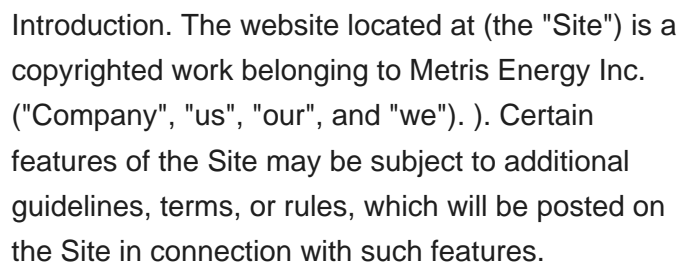 Introduction. The website located at (the "Site") is a
copyrighted work belonging to Metris Energy Inc.
("Company", "us", "our", and "we"). ). Certain
features of the Site may be subject to additional
guidelines, terms, or rules, which will be posted on
the Site in connection with such features.